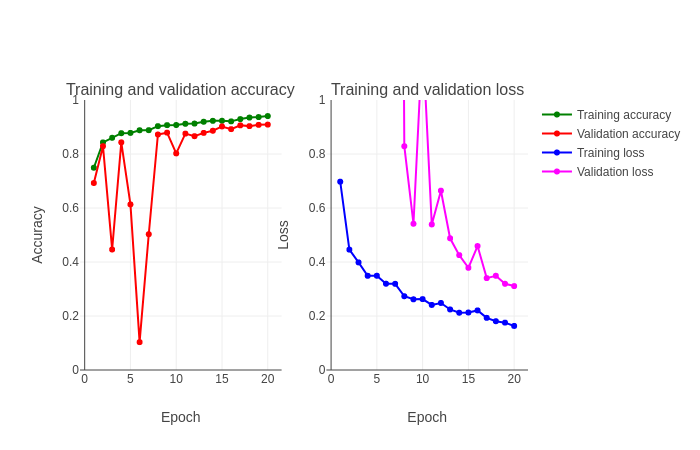 Training and validation accuracy
Training and validation loss
1
0.8
0.6
0.4
0.2
0
0
5
10
15
20
Accuracy
Epoch
1
0.8
0.6
0.4
0.2
0
0
5
10
15
20
Loss
Epoch
Training accuracy
Validation accuracy
Training loss
Validation loss